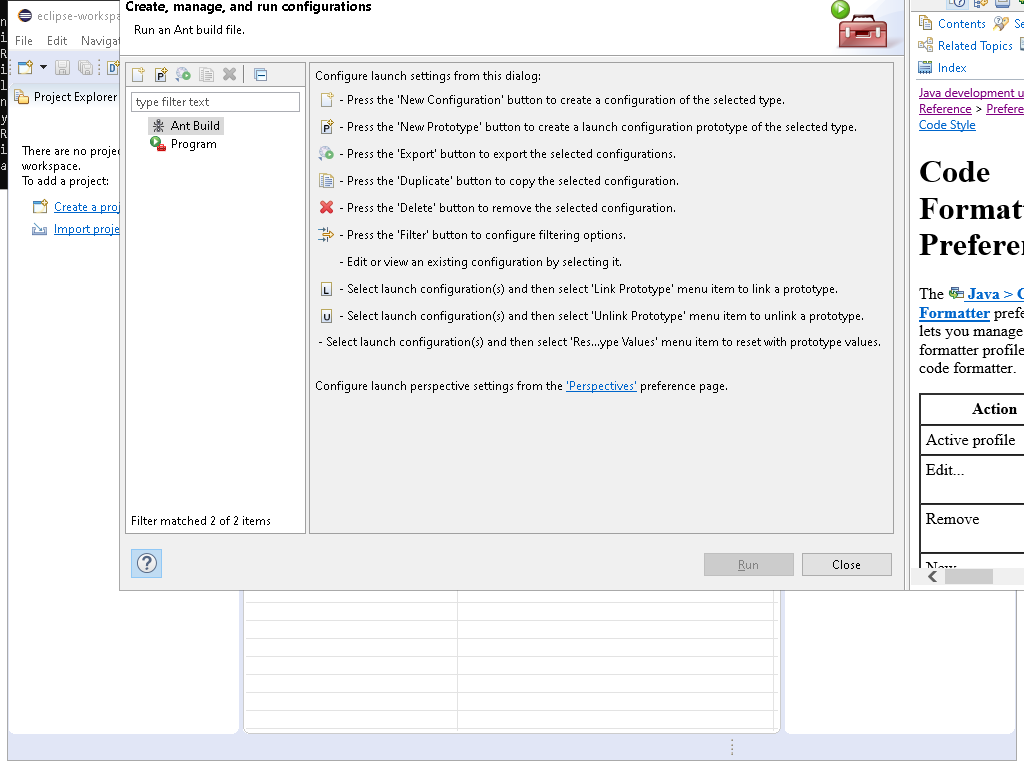 Create, manage, and run configurations
Run an Ant build file.
eclipse-workspa
File Edit Naviga
Project Explorer
There are no projec
workspace.
To add a project:
Create a proj
Import proje
type filter text
Ant Build
Program
Filter matched 2 of 2 items
Configure launch settings from this dialog:
- Press the 'New Configuration' button to create a configuration of the selected type.
- Press the 'New Prototype' button to create a launch configuration prototype of the selected type.
- Press the 'Export' button to export the selected configurations.
- Press the 'Duplicate' button to copy the selected configuration.
- Press the 'Delete' button to remove the selected configuration.
- Press the 'Filter' button to configure filtering options.
- Edit or view an existing configuration by selecting it.
- Select launch configuration(s) and then select 'Link Prototype' menu item to link a prototype.
- Select launch configuration(s) and then select 'Unlink Prototype' menu item to unlink a prototype.
- Select launch configuration(s) and then select 'Res...ype Values' menu item to reset with prototype values.
Configure launch perspective settings from the 'Perspectives' preference page.
Run Close
Contents Se
Related Topics
Index
Java development u
Reference > Prefere
Code Style
Code
Formatt
Preferen
The Java > C
Formatter prefe
lets you manage
formatter profile
code formatter.
Action
Active profile
Edit...
Remove
New